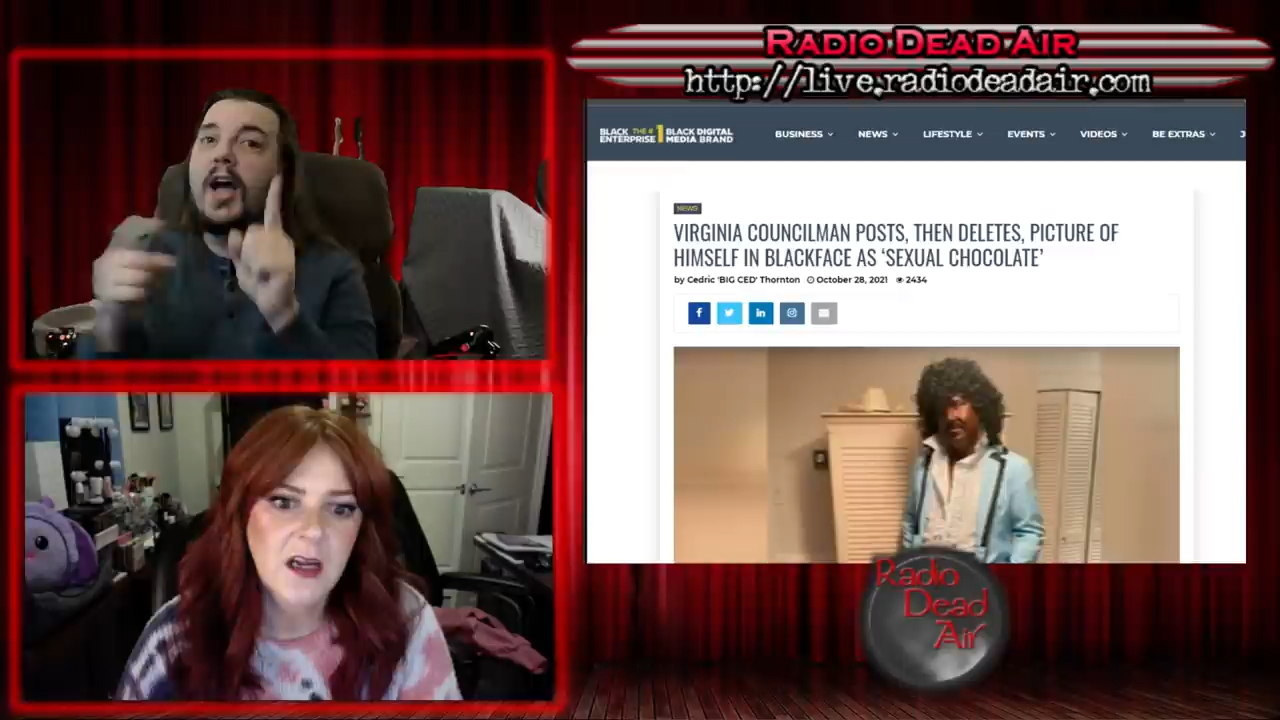 RADIO DEAD AIR
http://live.radiodeadair.com
BLACK ENTERPRISE THE #1 BLACK DIGITAL MEDIA BRAND
BUSINESS NEWS LIFESTYLE EVENTS VIDEOS BE EXTRAS J
NEWS
VIRGINIA COUNCILMAN POSTS, THEN DELETES, PICTURE OF
HIMSELF IN BLACKFACE AS ‘SEXUAL CHOCOLATE’
by Cedric 'BIG CED' Thornton October 28, 2021 2434
Radio
Dead
Air